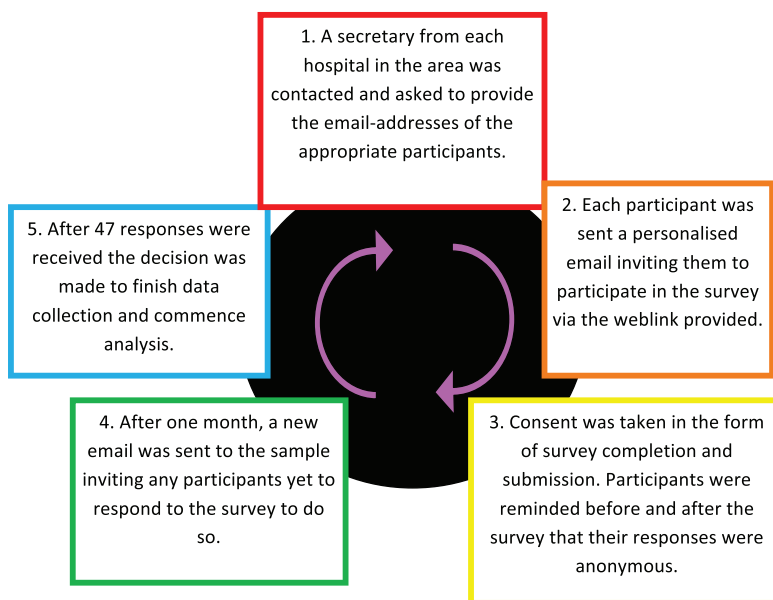 1. A secretary from each
hospital in the area was
contacted and asked to provide
the email-addresses of the
appropriate participants.
2. Each participant was
sent a personalised
email inviting them to
participate in the survey
via the weblink provided.
3. Consent was taken in the form
of survey completion and
submission. Participants were
reminded before and after the
survey that their responses were
anonymous.
4. After one month, a new
email was sent to the sample
inviting any participants yet to
respond to the survey to do
so.
5. After 47 responses were
received the decision was
made to finish data
collection and commence
analysis.